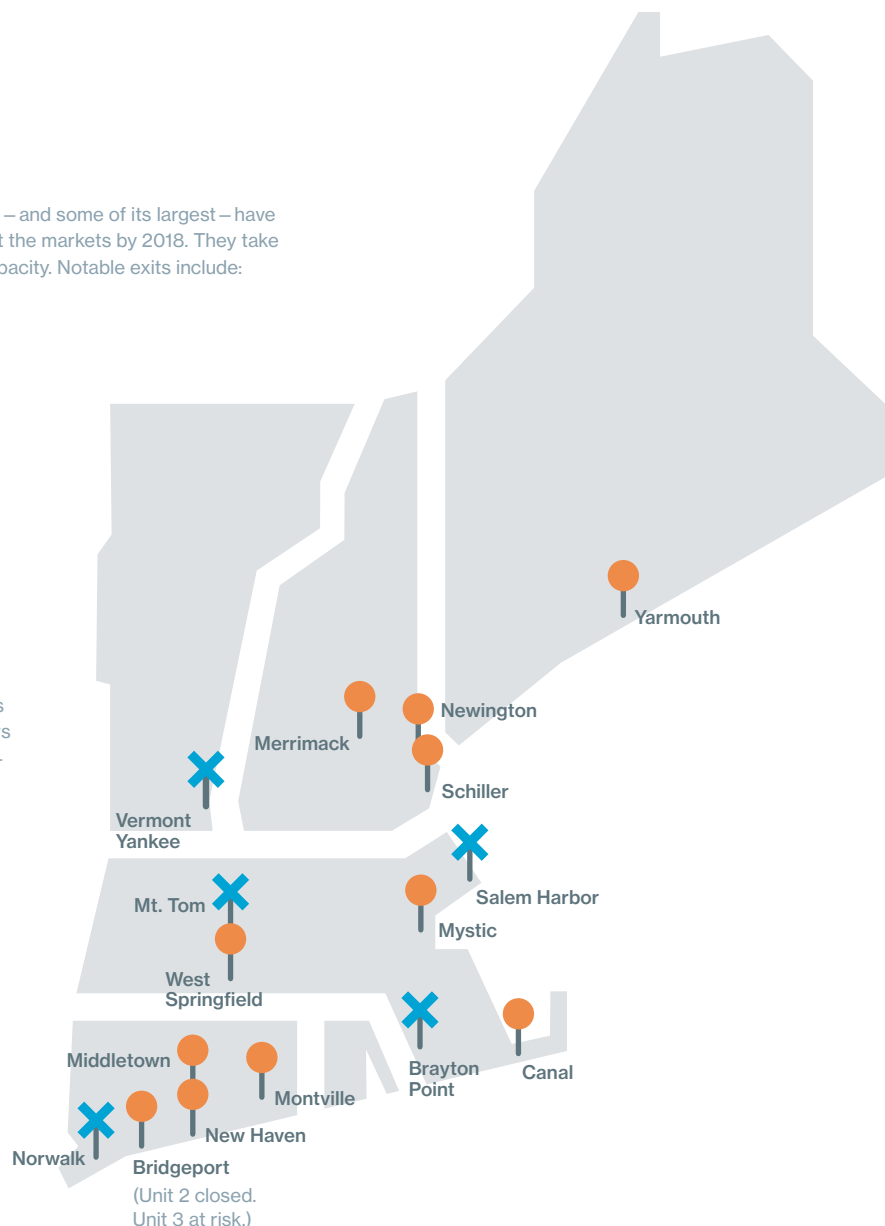 – and some of its largest – have
the markets by 2018. They take
Notable exits include:
Yarmouth
Newington
Merrimack
Schiller
Vermont
Yankee
Salem Harbor
Mt. Tom
Mystic
West
Springfield
Middletown
Brayton
Point
Canal
Montville
New Haven
Norwalk
Bridgeport
(Unit 2 closed.
Unit 3 at risk.)